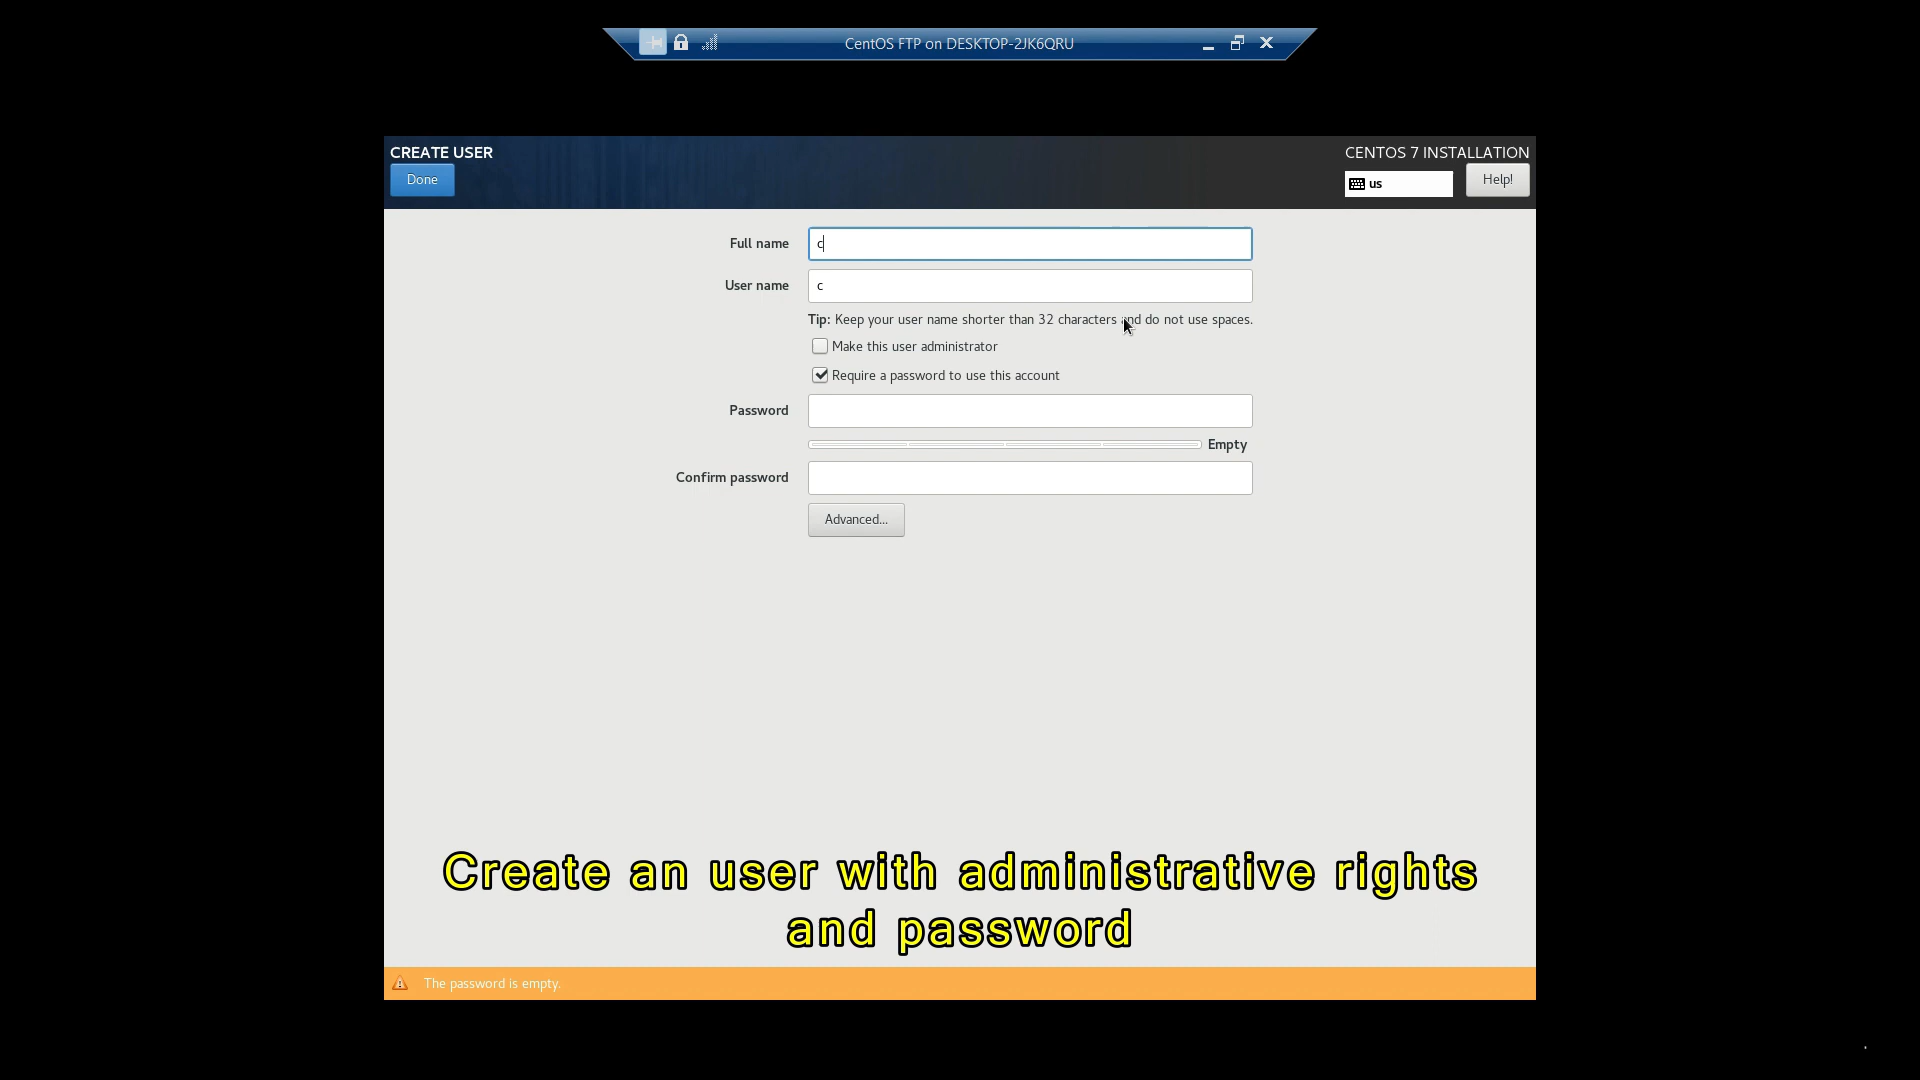 CentOS FTP on DESKTOP-2JK6QRU
CREATE USER
CENTOS 7 INSTALLATION
Done
us
Help!
Full name
c
User name
c
Tip: Keep your user name shorter than 32 characters and do not use spaces.
Make this user administrator
Require a password to use this account
Password
Empty
Confirm password
Advanced...
Create an user with administrative rights
and password
The password is empty.